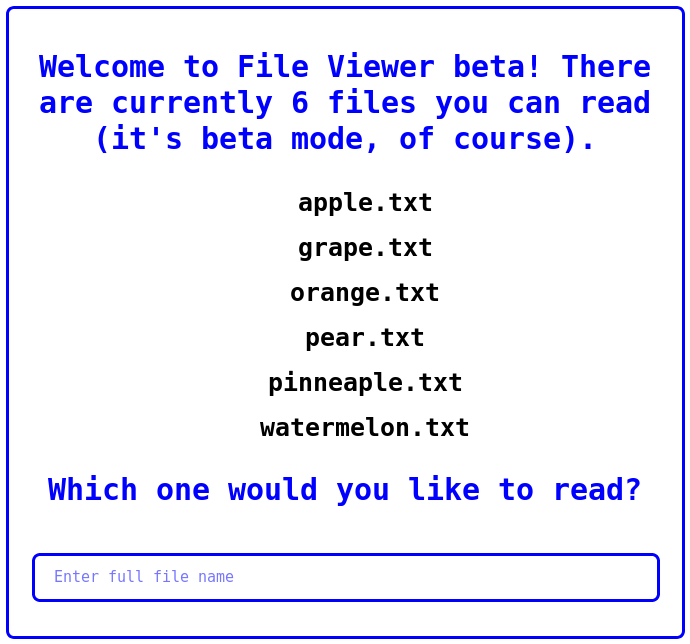 Welcome to File Viewer beta! There
are currently 6 files you can read
(it's beta mode, of course).
apple.txt
grape.txt
orange.txt
pear.txt
pinneaple.txt
watermelon.txt
Which one would you like to read?
Enter full file name